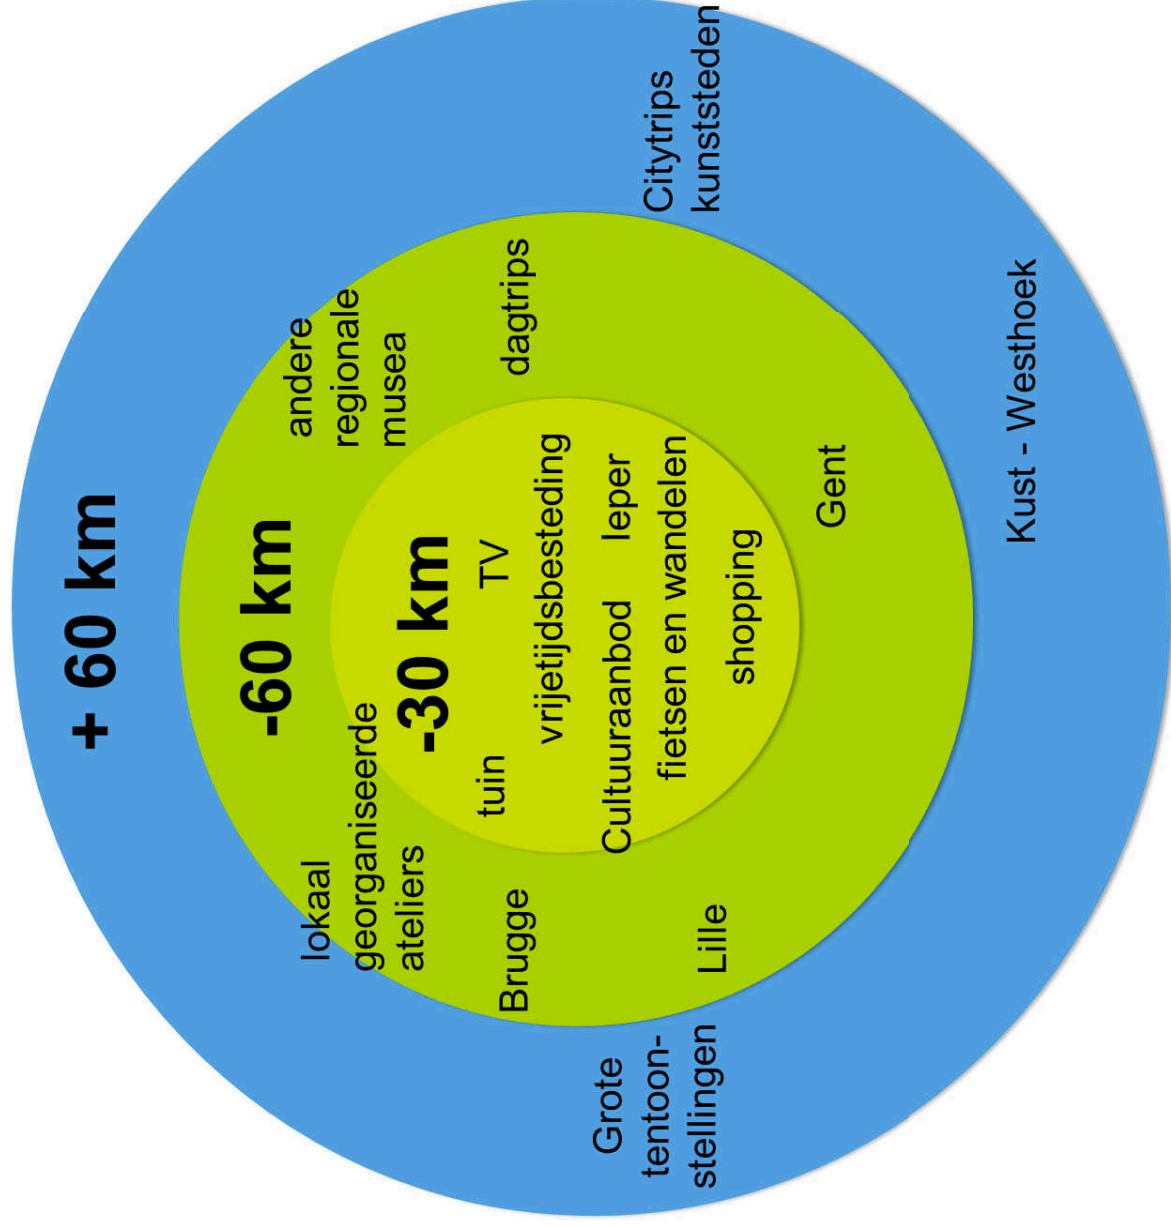 + 60 km
-60 km
lokaal
georganiseerde
ateliers
andere
regionale
musea
-30 km
tuin
TV
Brugge
dagtrips
vrijetijdsbesteding
Cultuuraanbod Ieper
fietsen en wandelen
shopping
Grote
tentoon-
stellingen
Citytrips
kunststeden
Lille
Gent
Kust - Westhoek